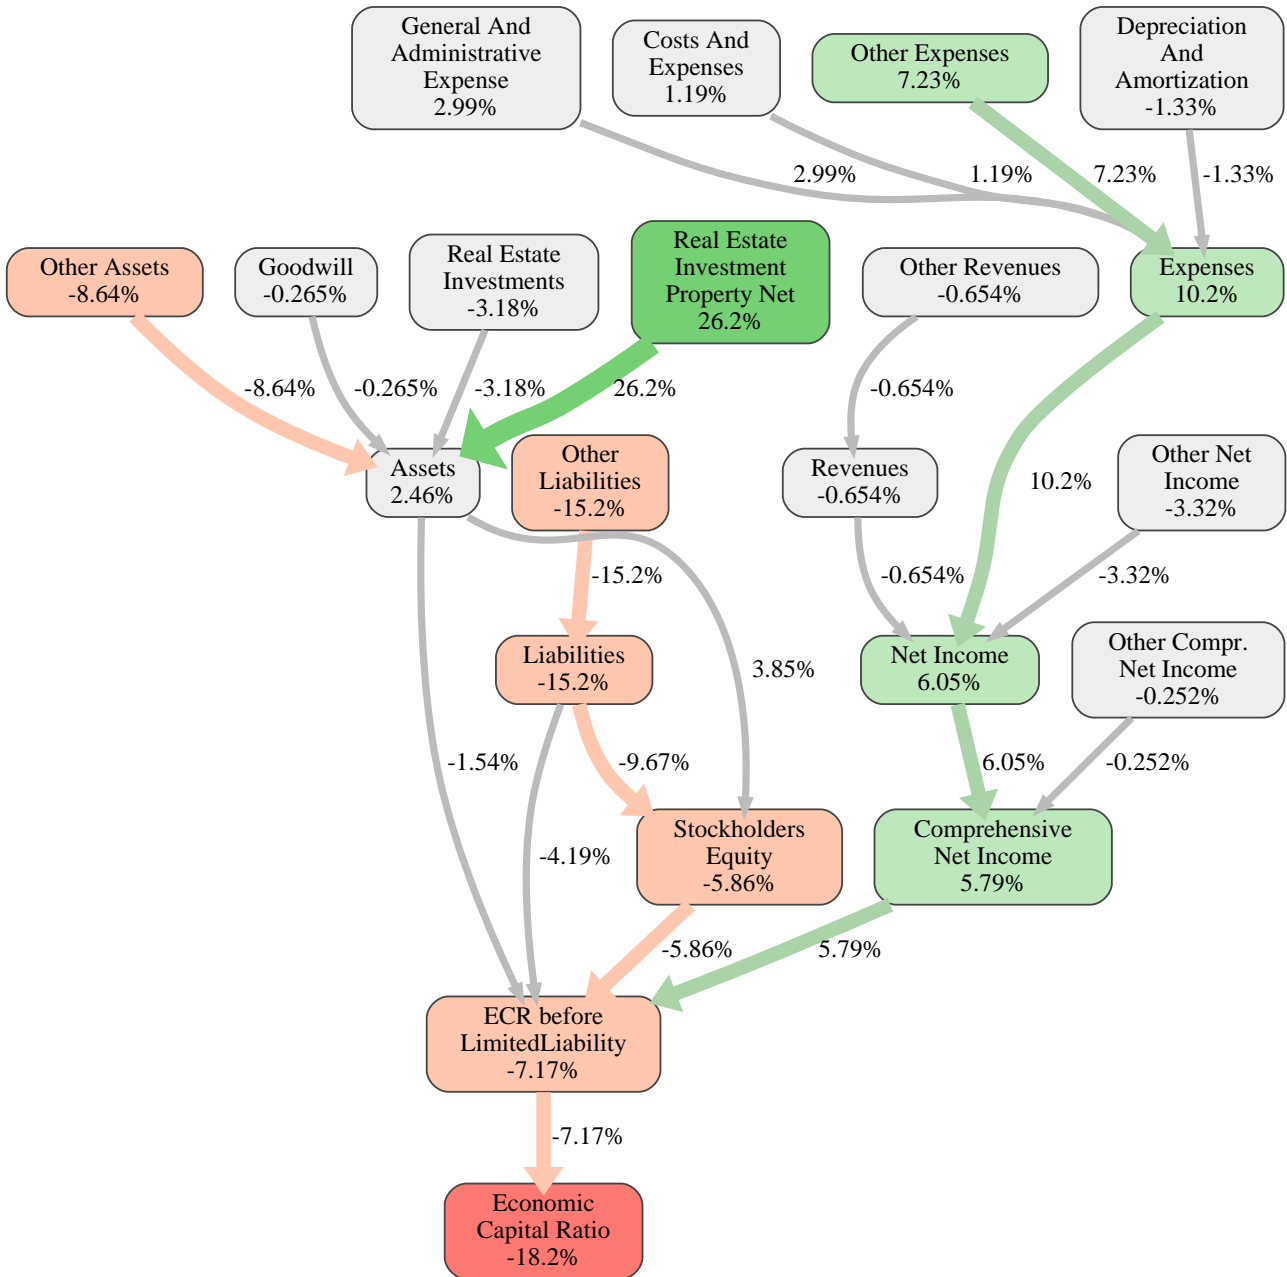 General And
Administrative
Expense
2.99%
Costs And
Expenses
1.19%
Other Expenses
7.23%
Depreciation
And
Amortization
-1.33%
2.99%
1.19%
7.23%
-1.33%
Other Assets
-8.64%
Goodwill
-0.265%
Real Estate
Investments
-3.18%
Real Estate
Investment
Property Net
26.2%
Other Revenues
-0.654%
Expenses
10.2%
-8.64%
-0.265%
-3.18%
26.2%
-0.654%
Assets
2.46%
Other
Liabilities
-15.2%
Revenues
-0.654%
10.2%
Other Net
Income
-3.32%
-15.2%
-0.654%
-3.32%
Liabilities
-15.2%
3.85%
Net Income
6.05%
Other Compr.
Net Income
-0.252%
-1.54%
-9.67%
6.05%
-0.252%
-4.19%
Stockholders
Equity
-5.86%
Comprehensive
Net Income
5.79%
-5.86%
5.79%
ECR before
LimitedLiability
-7.17%
-7.17%
Economic
Capital Ratio
-18.2%